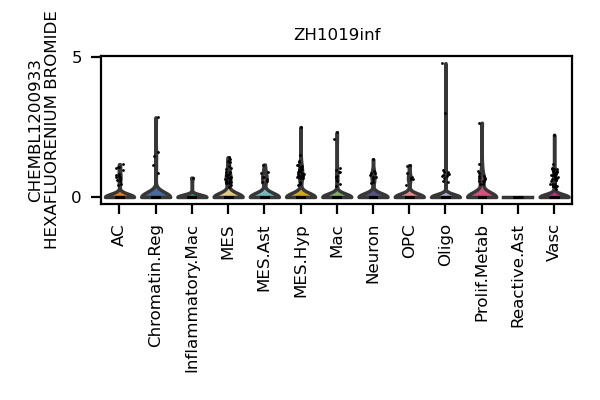 ZH1019inf
CHEMBL1200933
HEXAFLUORENIUM BROMIDE
5
0
AC
Chromatin.Reg
Inflammatory.Mac
MES
MES.Ast
MES.Hyp
Mac
Neuron
OPC
Oligo
Prolif.Metab
Reactive.Ast
Vasc